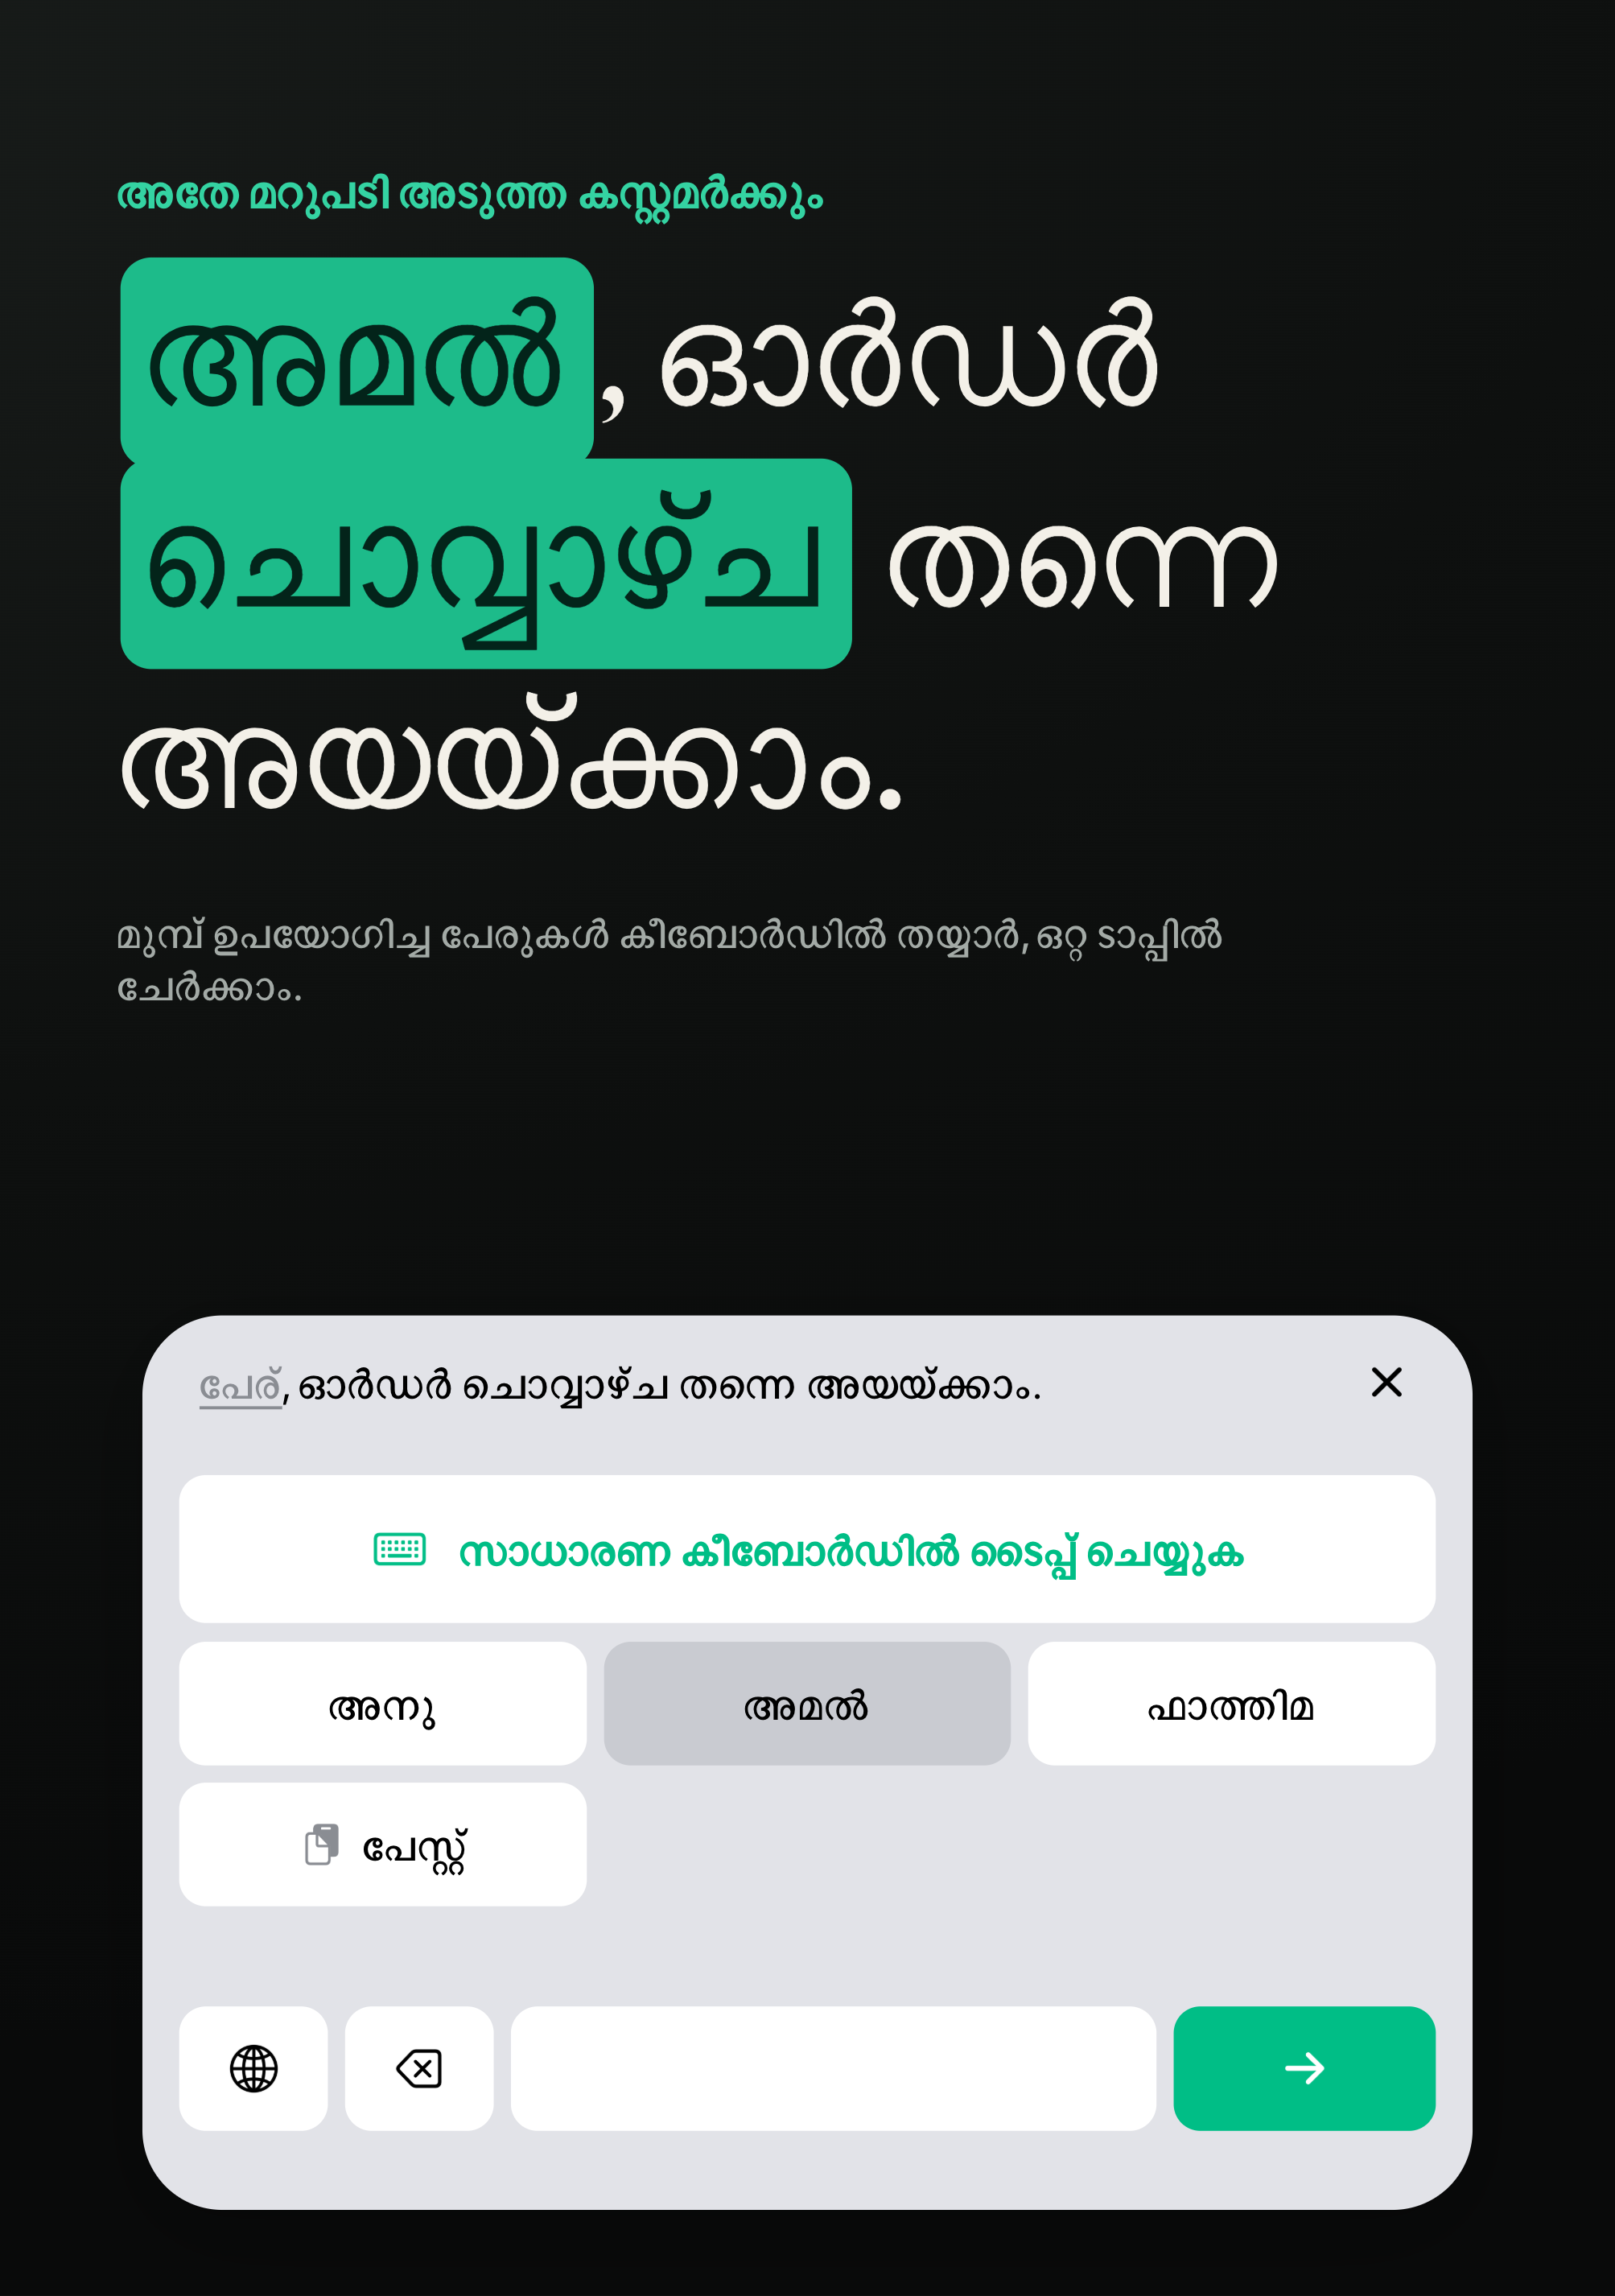 അതേ മറുപടി അടുത്ത കസ്റ്റമർക്കും
അമൽ, ഓർഡർ
ചൊവ്വാഴ്ച തന്നെ
അയയ്ക്കാം.
മുമ്പ് ഉപയോഗിച്ച പേരുകൾ കീബോർഡിൽ തയ്യാർ, ഒറ്റ ടാപ്പിൽ
ചേർക്കാം.
പേര്, ഓർഡർ ചൊവ്വാഴ്ച തന്നെ അയയ്ക്കാം.
സാധാരണ കീബോർഡിൽ ടൈപ്പ് ചെയ്യുക
അനു
അമൽ
ഫാത്തിമ
പേസ്റ്റ്